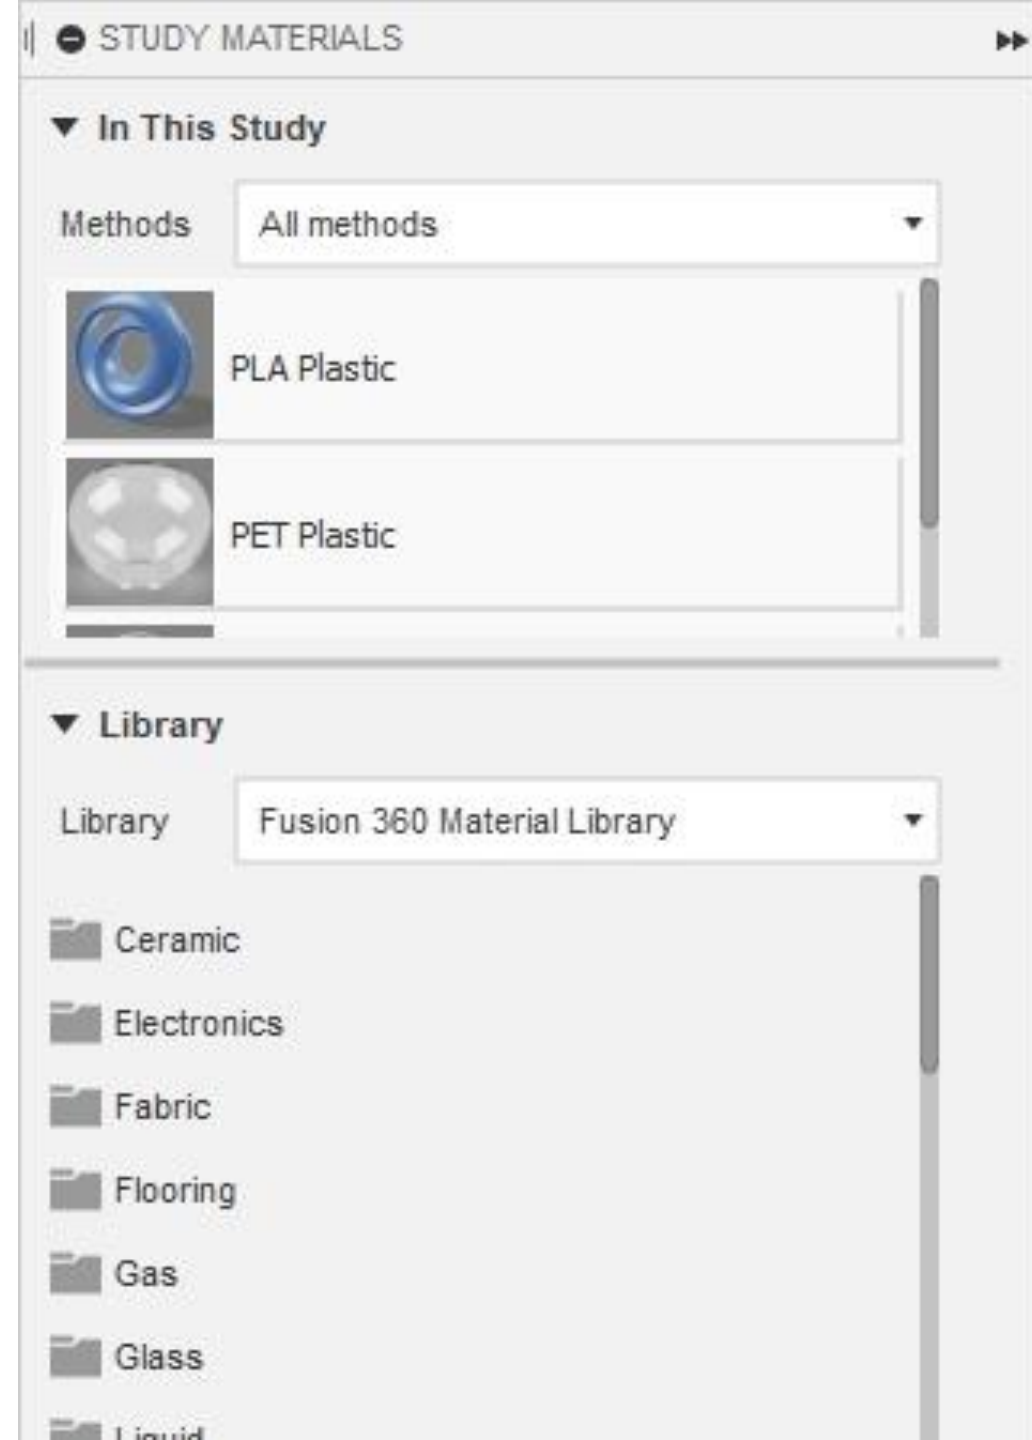 STUDY MATERIALS
In This Study
Methods All methods
PLA Plastic
PET Plastic
Library
Library Fusion 360 Material Library
Ceramic
Electronics
Fabric
Flooring
Gas
Glass
Liquid